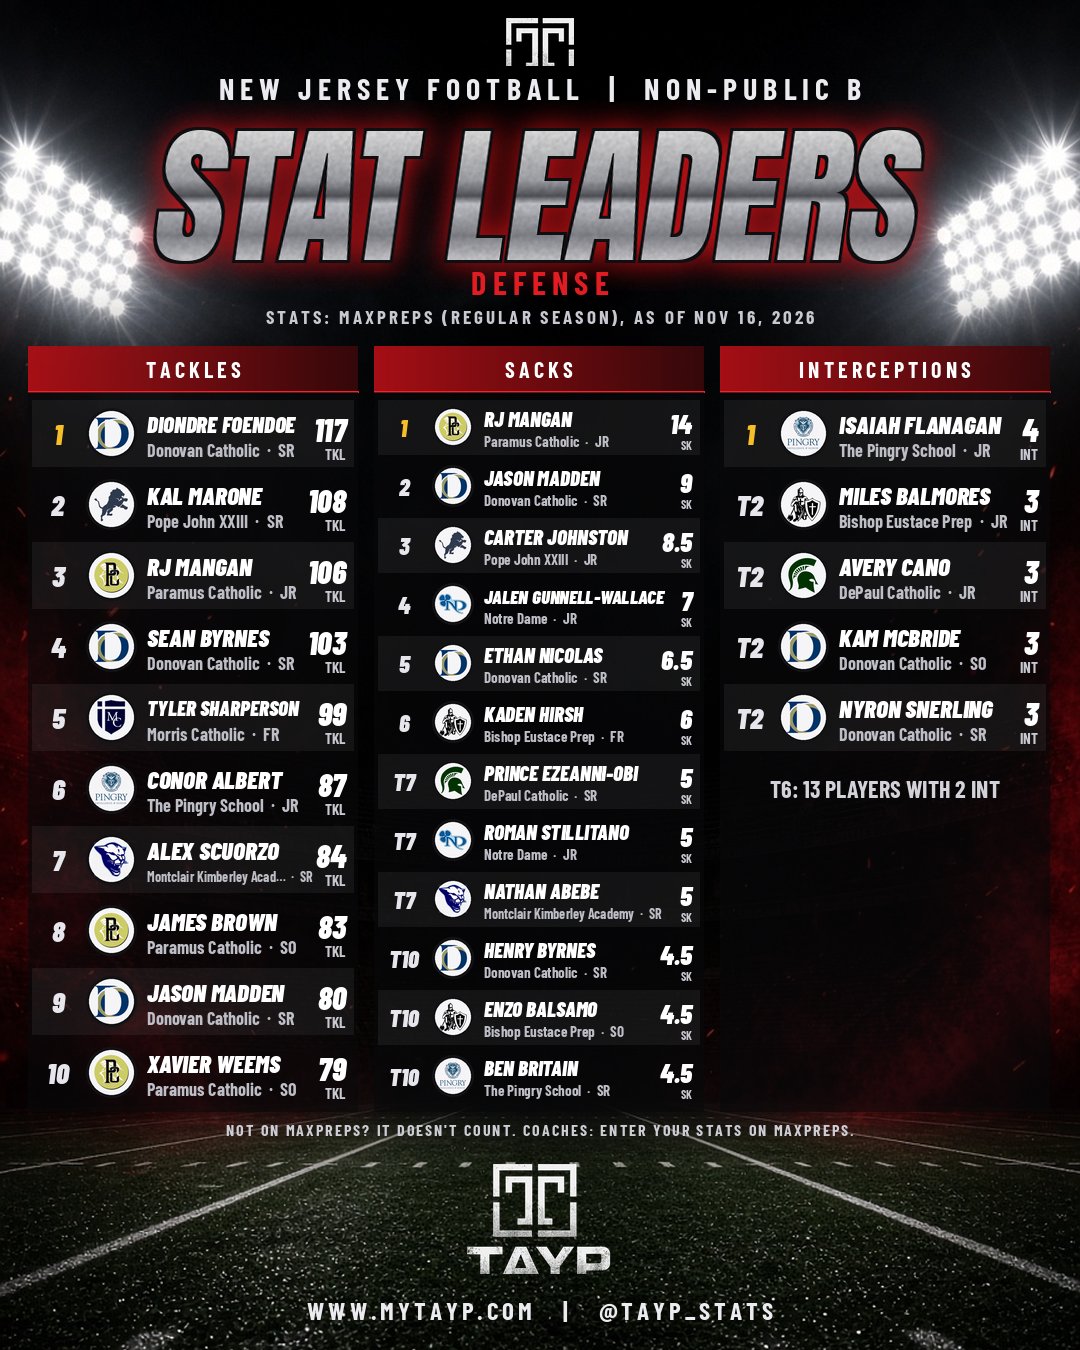 NEW JERSEY FOOTBALL | NON-PUBLIC B
STAT LEADERS
DEFENSE
STATS: MAXPREPS (REGULAR SEASON), AS OF NOV 16, 2026
TACKLES
1
DIONDRE FOENDOE
117
Donovan Catholic · SR
TKL
2
KAL MARONE
108
Pope John XXIII · SR
TKL
3
RJ MANGAN
106
Paramus Catholic · JR
TKL
4
SEAN BYRNES
103
Donovan Catholic · SR
TKL
5
TYLER SHARPERSON
99
Morris Catholic · FR
TKL
6
PINGRY
CONOR ALBERT
87
The Pingry School · JR
TKL
7
ALEX SCUORZO
84
Montclair Kimberley Acad... · SR
TKL
8
JAMES BROWN
83
Paramus Catholic · SO
TKL
9
JASON MADDEN
80
Donovan Catholic · SR
TKL
10
XAVIER WEEMS
79
Paramus Catholic · SO
TKL
SACKS
1
RJ MANGAN
14
Paramus Catholic · JR
SK
2
JASON MADDEN
9
Donovan Catholic · SR
SK
3
CARTER JOHNSTON
8.5
Pope John XXIII · JR
SK
4
JALEN GUNNELL-WALLACE
7
Notre Dame · JR
SK
5
ETHAN NICOLAS
6.5
Donovan Catholic · SR
SK
6
KADEN HIRSH
6
Bishop Eustace Prep · FR
SK
T7
PRINCE EZEANNI-OBI
5
DePaul Catholic · SR
SK
T7
ROMAN STILLITANO
5
Notre Dame · JR
SK
T7
NATHAN ABEBE
5
Montclair Kimberley Academy · SR
SK
T10
HENRY BYRNES
4.5
Donovan Catholic · SR
SK
T10
ENZO BALSAMO
4.5
Bishop Eustace Prep · SO
SK
T10
PINGRY
BEN BRITAIN
4.5
The Pingry School · SR
SK
INTERCEPTIONS
1
PINGRY
ISAIAH FLANAGAN
4
The Pingry School · JR
INT
T2
MILES BALMORES
3
Bishop Eustace Prep · JR
INT
T2
AVERY CANO
3
DePaul Catholic · JR
INT
T2
KAM MCBRIDE
3
Donovan Catholic · SO
INT
T2
NYRON SNERLING
3
Donovan Catholic · SR
INT
T6: 13 PLAYERS WITH 2 INT
NOT ON MAXPREPS? IT DOESN'T COUNT. COACHES: ENTER YOUR STATS ON MAXPREPS.
TAYP
WWW.MYTAYP.COM | @TAYP_STATS